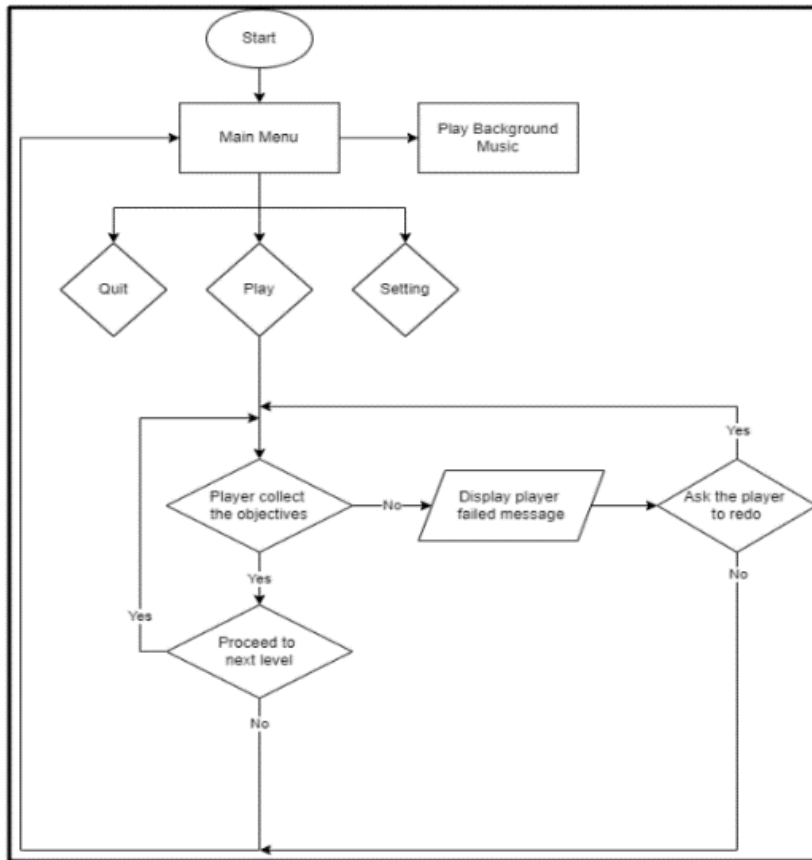 Start
Main Menu
Play Background
Music
Quit
Play
Setting
Yes
Player collect
the objectives
No
Display player
failed message
Ask the player
to redo
Yes
No
Yes
Proceed to
next level
No